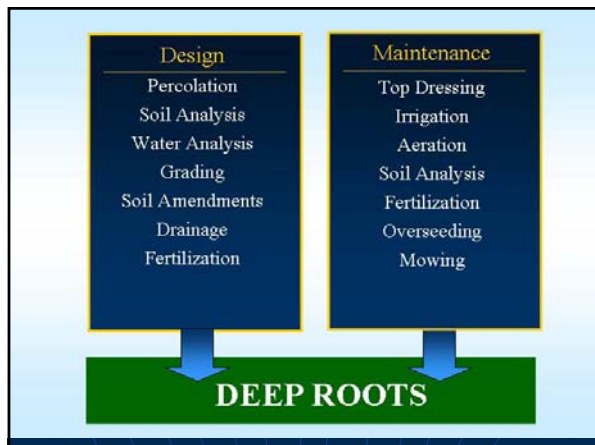 Design
Percolation
Soil Analysis
Water Analysis
Grading
Soil Amendments
Drainage
Fertilization
Maintenance
Top Dressing
Irrigation
Aeration
Soil Analysis
Fertilization
Overseeding
Mowing
DEEP ROOTS